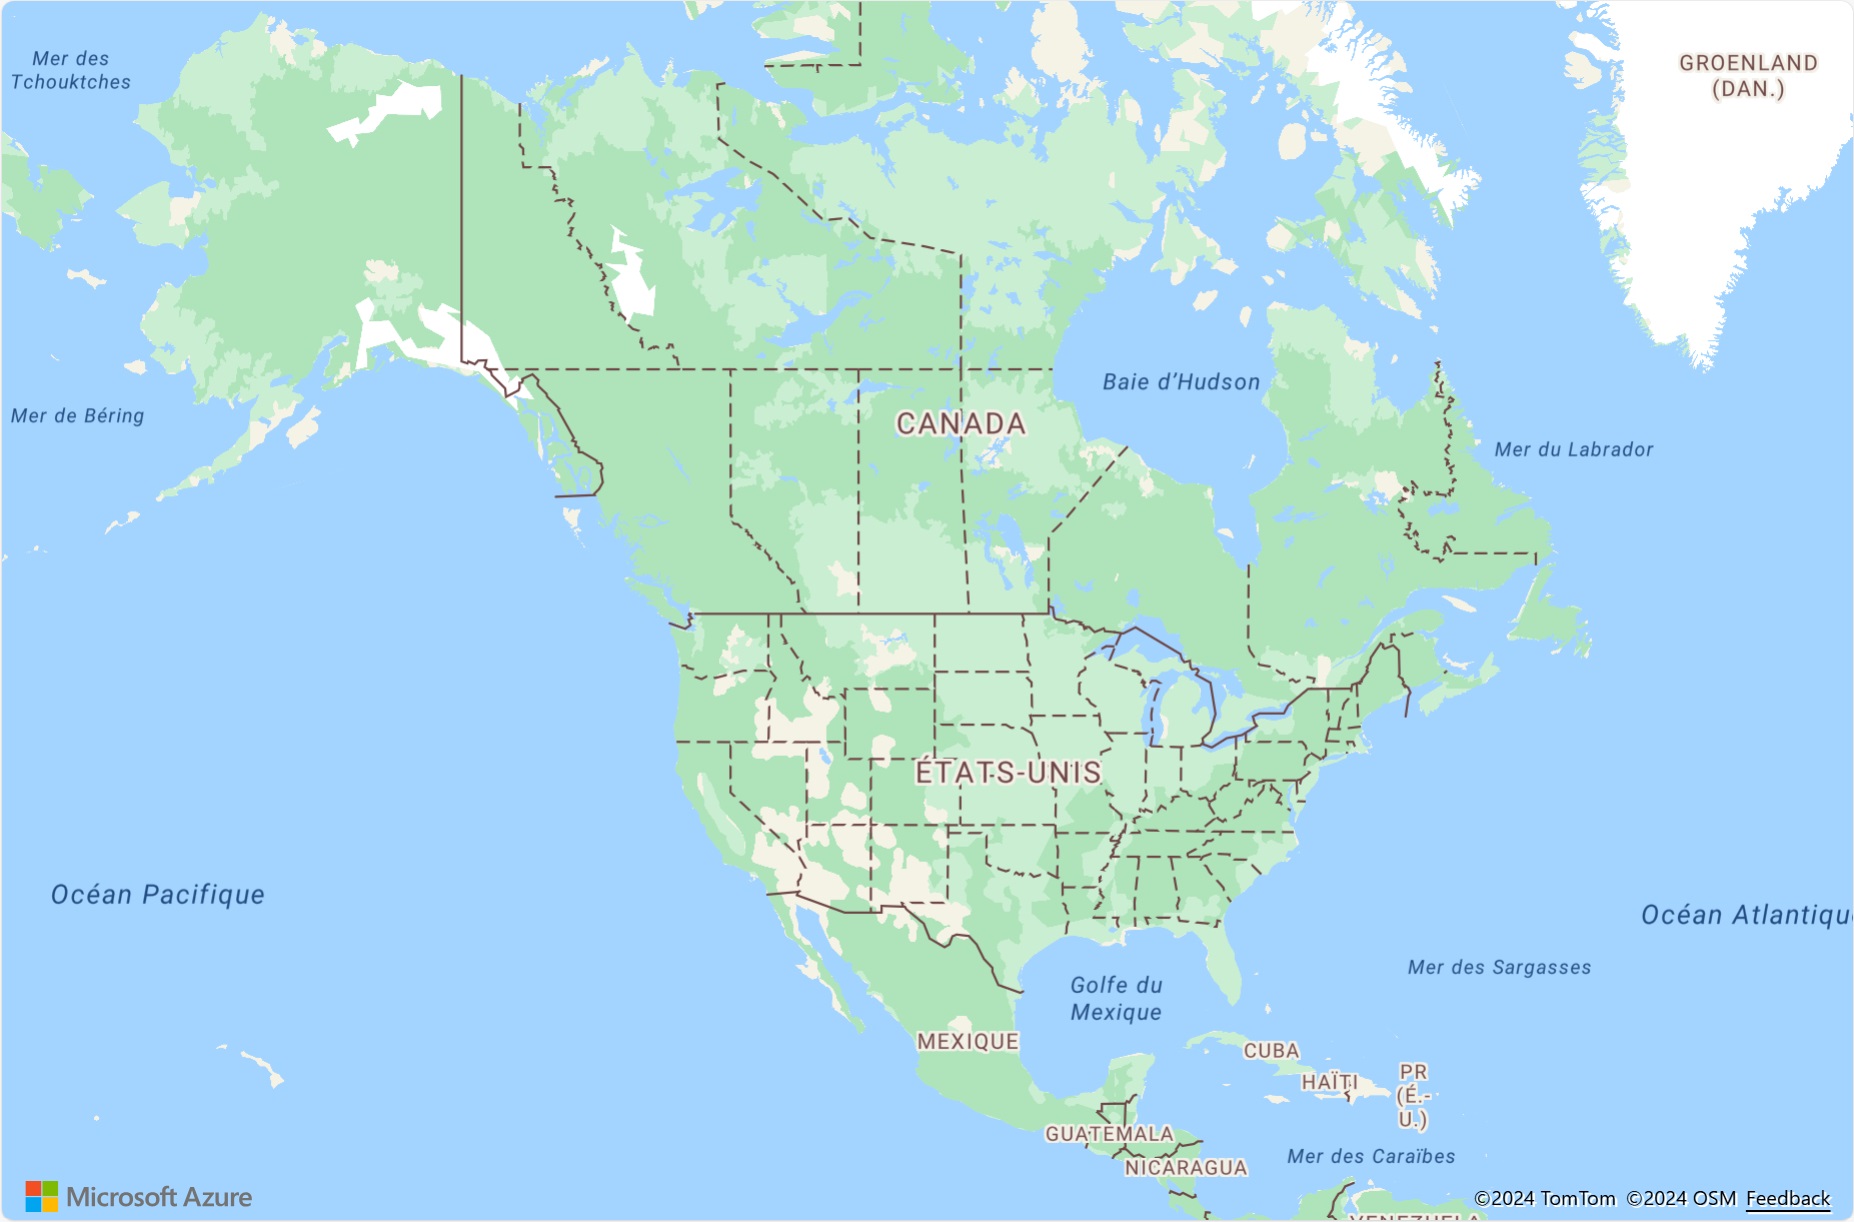 Mer des
Tchouktches
GROENLAND
(DAN.)
Baie d'Hudson
Mer de Béring
CANADA
Mer du Labrador
ÉTATS-UNIS
Océan Pacifique
Océan Atlantiqu
Mer des Sargasses
Golfe du
Mexique
MEXIQUE
CUBA
HAÏTI
PR
(É.-
U.)
GUATEMALA
Mer des Caraïbes
NICARAGUA
Microsoft Azure
©2024 TomTom ©2024 OSM Feedback
VENEZUELA